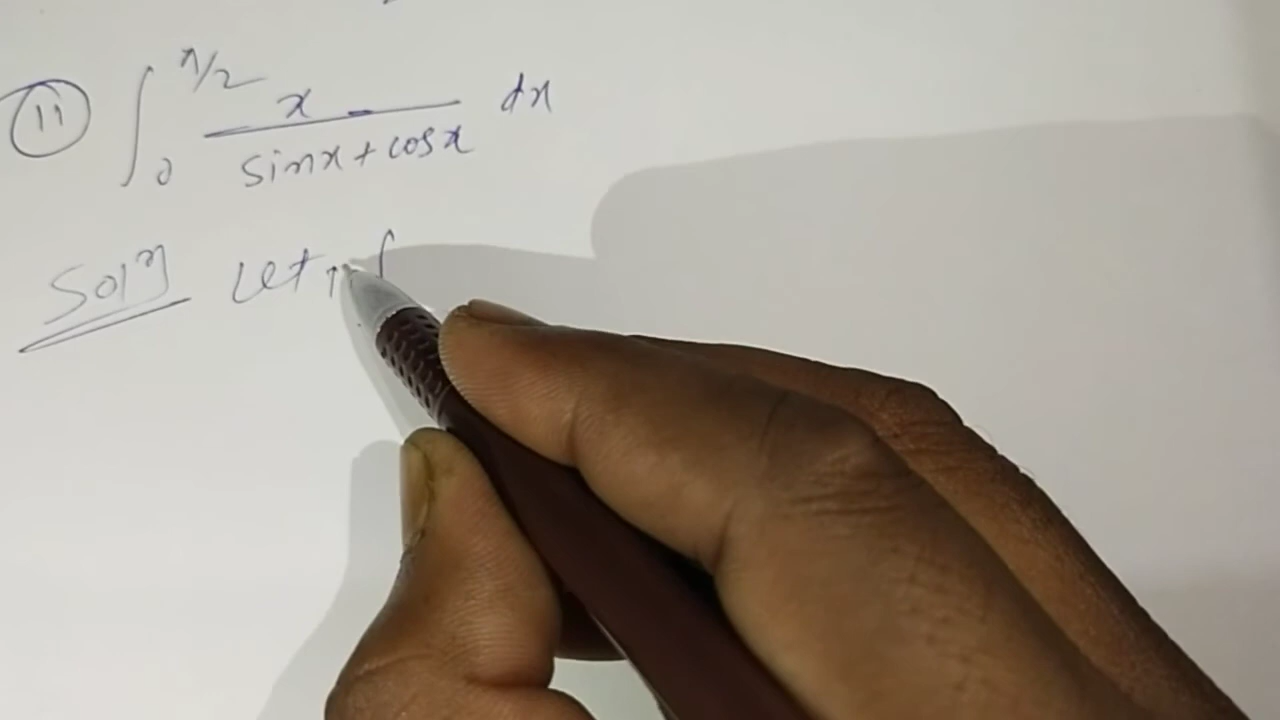 (11) ∫₀^π/2 x / (sinx + cosx) dx
Solⁿ Let ∫